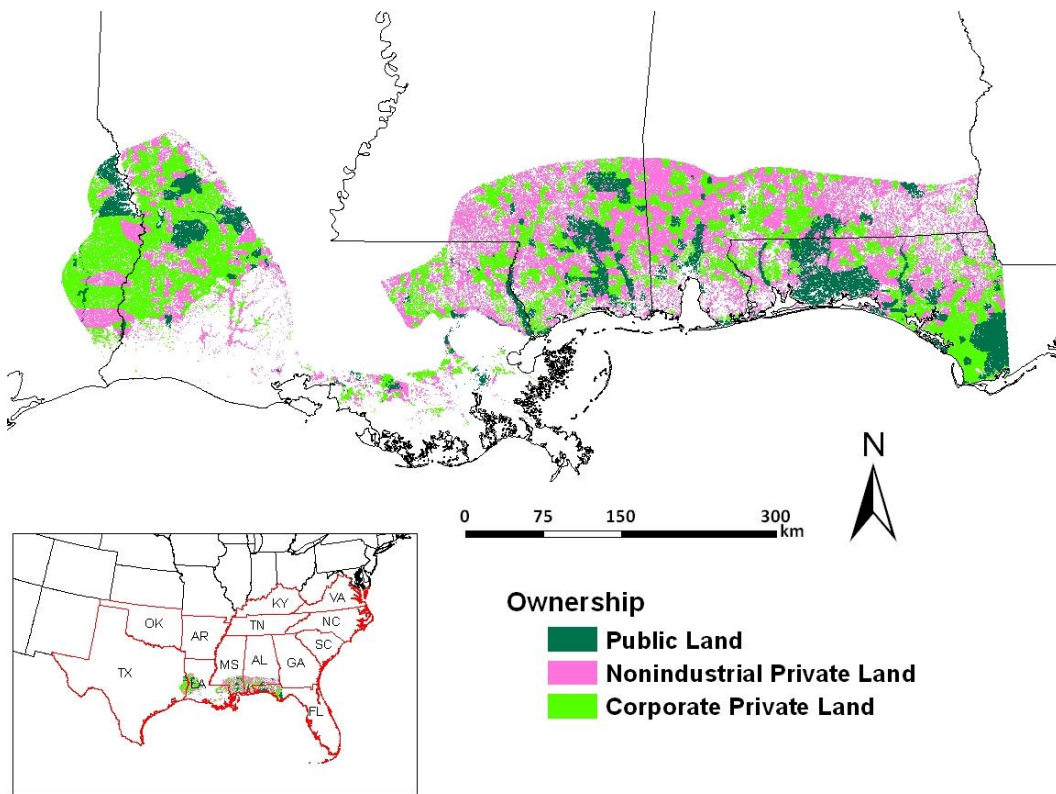 N
0 75 150 300
km
KY
VA
OK
AR
TN
NC
SC
TX
MS
AL
GA
LA
FL
Ownership
Public Land
Nonindustrial Private Land
Corporate Private Land